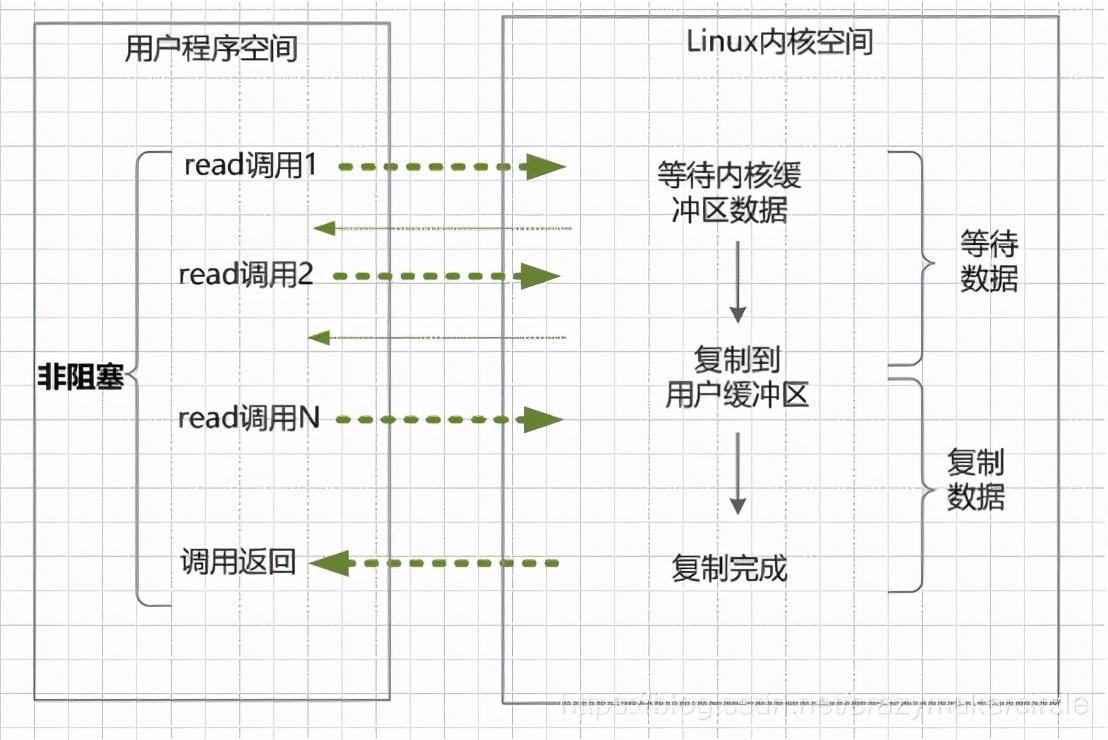 用户程序空间
Linux内核空间
read调用1
等待内核缓
冲区数据
等待
数据
read调用2
非阻塞
复制到
用户缓冲区
read调用N
复制
数据
调用返回
复制完成
https://blog.csdn.net/crazymakercircle